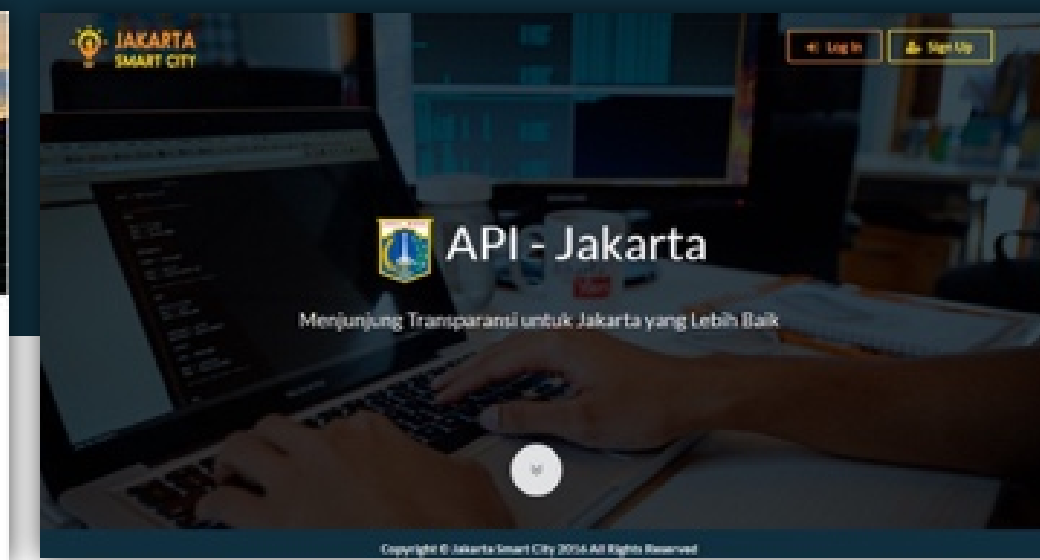 JAKARTA
SMART CITY
Log In
Sign Up
API - Jakarta
Menjunjung Transparansi untuk Jakarta yang Lebih Baik
Copyright © Jakarta Smart City 2016 All Rights Reserved